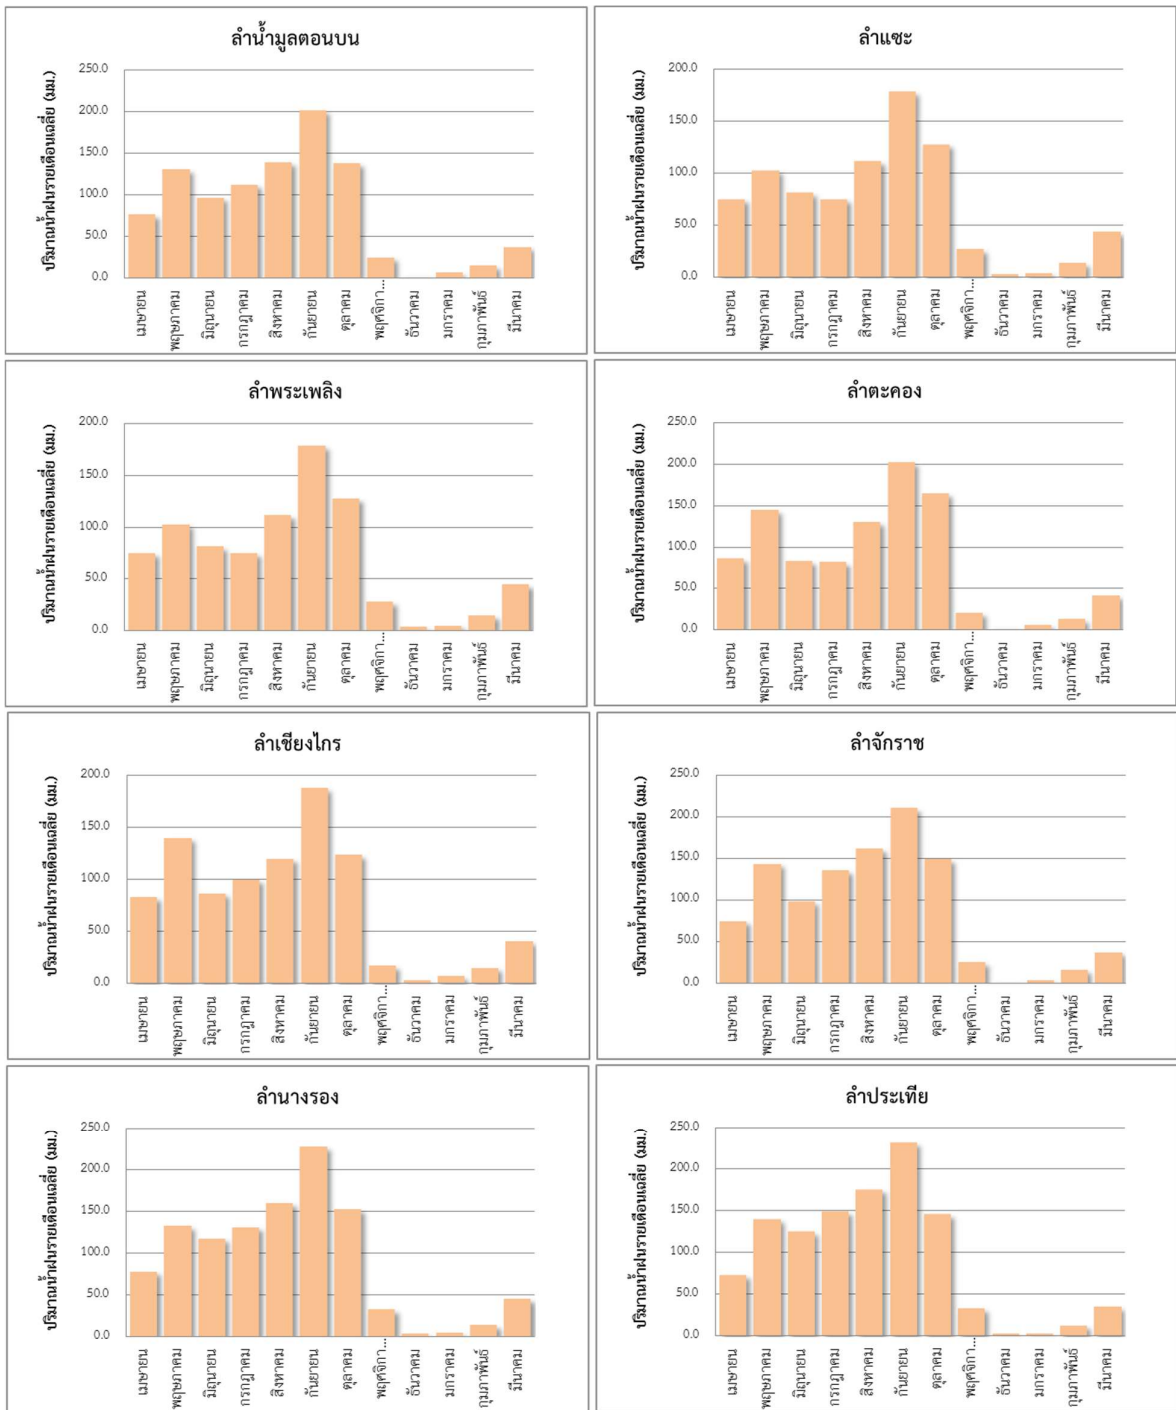 ลำน้ำมูลตอนบน
ปริมาณน้ำฝนรายเดือนเฉลี่ย (มม.)
250.0
200.0
150.0
100.0
50.0
0.0
เมษายน
พฤษภาคม
มิถุนายน
กรกฎาคม
สิงหาคม
กันยายน
ตุลาคม
พฤศจิกา...
ธันวาคม
มกราคม
กุมภาพันธ์
มีนาคม
ลำแซะ
ปริมาณน้ำฝนรายเดือนเฉลี่ย (มม.)
200.0
150.0
100.0
50.0
0.0
เมษายน
พฤษภาคม
มิถุนายน
กรกฎาคม
สิงหาคม
กันยายน
ตุลาคม
พฤศจิกา...
ธันวาคม
มกราคม
กุมภาพันธ์
มีนาคม
ลำพระเพลิง
ปริมาณน้ำฝนรายเดือนเฉลี่ย (มม.)
200.0
150.0
100.0
50.0
0.0
เมษายน
พฤษภาคม
มิถุนายน
กรกฎาคม
สิงหาคม
กันยายน
ตุลาคม
พฤศจิกา...
ธันวาคม
มกราคม
กุมภาพันธ์
มีนาคม
ลำตะคอง
ปริมาณน้ำฝนรายเดือนเฉลี่ย (มม.)
250.0
200.0
150.0
100.0
50.0
0.0
เมษายน
พฤษภาคม
มิถุนายน
กรกฎาคม
สิงหาคม
กันยายน
ตุลาคม
พฤศจิกา...
ธันวาคม
มกราคม
กุมภาพันธ์
มีนาคม
ลำเชียงไกร
ปริมาณน้ำฝนรายเดือนเฉลี่ย (มม.)
200.0
150.0
100.0
50.0
0.0
เมษายน
พฤษภาคม
มิถุนายน
กรกฎาคม
สิงหาคม
กันยายน
ตุลาคม
พฤศจิกา...
ธันวาคม
มกราคม
กุมภาพันธ์
มีนาคม
ลำจักราช
ปริมาณน้ำฝนรายเดือนเฉลี่ย (มม.)
250.0
200.0
150.0
100.0
50.0
0.0
เมษายน
พฤษภาคม
มิถุนายน
กรกฎาคม
สิงหาคม
กันยายน
ตุลาคม
พฤศจิกา...
ธันวาคม
มกราคม
กุมภาพันธ์
มีนาคม
ลำนางรอง
ปริมาณน้ำฝนรายเดือนเฉลี่ย (มม.)
250.0
200.0
150.0
100.0
50.0
0.0
เมษายน
พฤษภาคม
มิถุนายน
กรกฎาคม
สิงหาคม
กันยายน
ตุลาคม
พฤศจิกา...
ธันวาคม
มกราคม
กุมภาพันธ์
มีนาคม
ลำประเทีย
ปริมาณน้ำฝนรายเดือนเฉลี่ย (มม.)
250.0
200.0
150.0
100.0
50.0
0.0
เมษายน
พฤษภาคม
มิถุนายน
กรกฎาคม
สิงหาคม
กันยายน
ตุลาคม
พฤศจิกา...
ธันวาคม
มกราคม
กุมภาพันธ์
มีนาคม